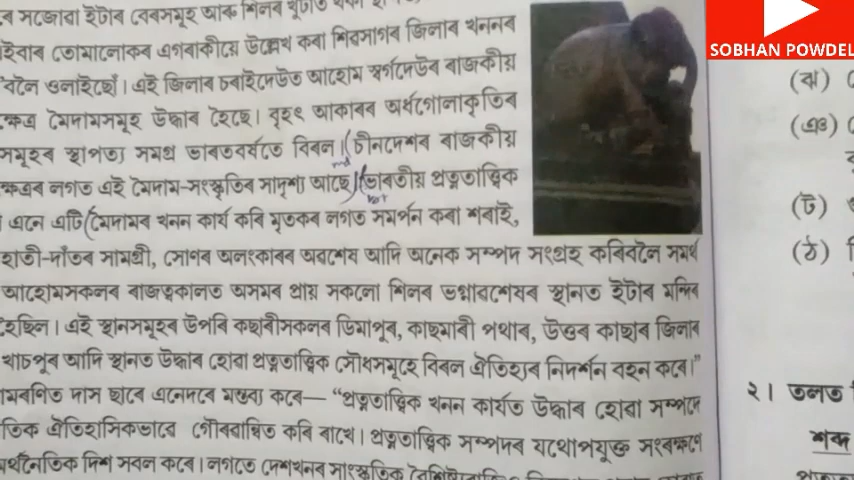 ৰ সজোৱা ইটাৰ বেৰসমূহ আৰু শিলৰ খুঁটাত
ইবাৰ তোমালোকৰ এগৰাকীয়ে উল্লেখ কৰা শিৱসাগৰ জিলাৰ খননৰ
বলৈ ওলাইছোঁ। এই জিলাৰ চৰাইদেউত আহোম স্বৰ্গদেউৰ ৰাজকীয়
ক্ষেত্ৰ মৈদামসমূহ উদ্ধাৰ হৈছে। বৃহৎ আকাৰৰ অৰ্ধগোলাকৃতিৰ
সমূহৰ স্থাপত্য সমগ্ৰ ভাৰতবৰ্ষতে বিৰল। (চীনদেশৰ ৰাজকীয়
ক্ষেত্ৰৰ লগত এই মৈদাম-সংস্কৃতিৰ সাদৃশ্য আছে) (ভাৰতীয় প্ৰত্নতাত্ত্বিক
এনে এটি (মৈদামৰ খনন কাৰ্য কৰি মৃতকৰ লগত সমৰ্পন কৰা শৰাই,
হাতী-দাঁতৰ সামগ্ৰী, সোণৰ অলংকাৰৰ অৱশেষ আদি অনেক সম্পদ সংগ্ৰহ কৰিবলৈ সমৰ্থ
আহোমসকলৰ ৰাজত্বকালত অসমৰ প্ৰায় সকলো শিলৰ ভগ্নাৱশেষৰ স্থানত ইটাৰ মন্দিৰ
হৈছিল। এই স্থানসমূহৰ উপৰি কছাৰীসকলৰ ডিমাপুৰ, কাছমাৰী পথাৰ, উত্তৰ কাছাৰ জিলাৰ
খাচপুৰ আদি স্থানত উদ্ধাৰ হোৱা প্ৰত্নতাত্ত্বিক সৌধসমূহে বিৰল ঐতিহ্যৰ নিদৰ্শন বহন কৰে।”
দাস ছাৰে এনেদৰে মন্তব্য কৰে— “প্ৰত্নতাত্ত্বিক খনন কাৰ্যত উদ্ধাৰ হোৱা সম্পদে
তিক ঐতিহাসিকভাৱে গৌৰৱান্বিত কৰি ৰাখে। প্ৰত্নতাত্ত্বিক সম্পদৰ যথোপযুক্ত সংৰক্ষণে
অৰ্থনৈতিক দিশ সবল কৰে। লগতে দেশখনৰ সাংস্কৃতিক
SOBHAN POWDEL
(ঝ)
(ঞ)
(ট)
(ঠ)
২। তলত
শব্দ